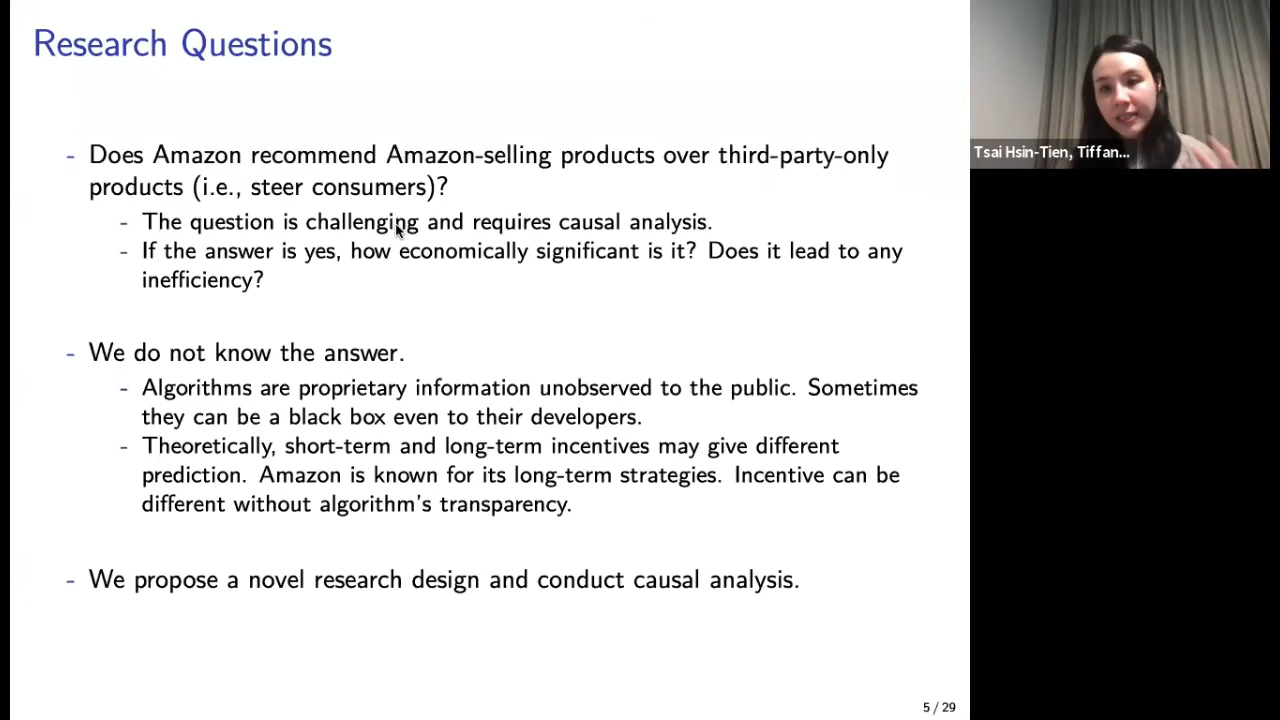 Research Questions
- Does Amazon recommend Amazon-selling products over third-party-only
products (i.e., steer consumers)?
- The question is challenging and requires causal analysis.
- If the answer is yes, how economically significant is it? Does it lead to any
inefficiency?
- We do not know the answer.
- Algorithms are proprietary information unobserved to the public. Sometimes
they can be a black box even to their developers.
- Theoretically, short-term and long-term incentives may give different
prediction. Amazon is known for its long-term strategies. Incentive can be
different without algorithm's transparency.
- We propose a novel research design and conduct causal analysis.
5 / 29
Tsai Hsin-Tien, Tiffan...